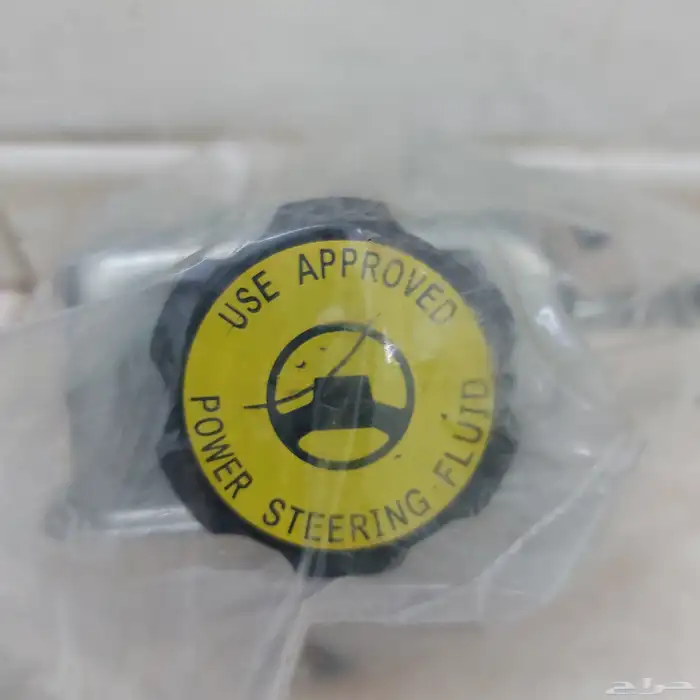 USE APPROVED
POWER STEERING FLUID
حراج